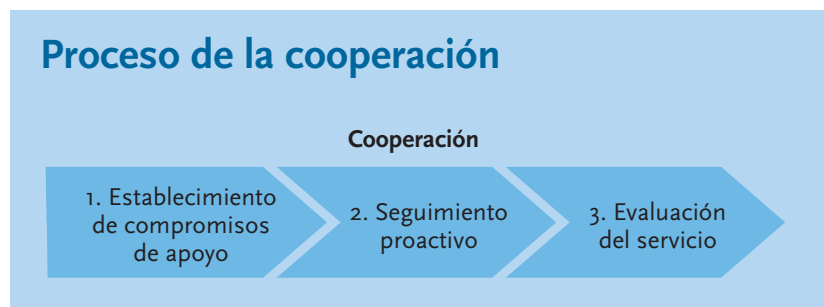 Proceso de la cooperación
Cooperación
1. Establecimiento
de compromisos
de apoyo
2. Seguimiento
proactivo
3. Evaluación
del servicio